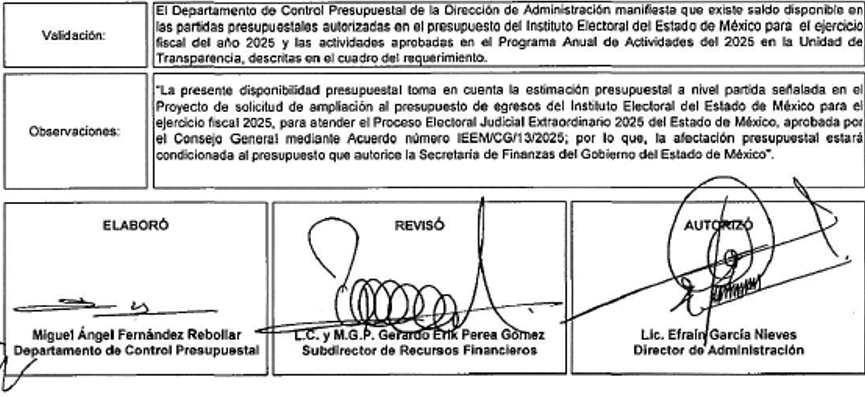 Validación:
El Departamento de Control Presupuestal de la Dirección de Administración manifiesta que existe saldo disponible en
las partidas presupuestales autorizadas en el presupuesto del Instituto Electoral del Estado de México para el ejercicio
fiscal del año 2025 y las actividades aprobadas en el Programa Anual de Actividades del 2025 en la Unidad de
Transparencia, descritas en el cuadro del requerimiento.
Observaciones:
"La presente disponibilidad presupuestal toma en cuenta la estimación presupuestal a nivel partida señalada en el
Proyecto de solicitud de ampliación al presupuesto de egresos del Instituto Electoral del Estado de México para el
ejercicio fiscal 2025, para atender el Proceso Electoral Judicial Extraordinario 2025 del Estado de México, aprobada por
el Consejo General mediante Acuerdo número IEEM/CG/13/2025; por lo que, la afectación presupuestal estará
condicionada al presupuesto que autorice la Secretaría de Finanzas del Gobierno del Estado de México".
ELABORÓ
Miguel Ángel Fernández Rebollar
Departamento de Control Presupuestal
REVISÓ
L.C. y M.G.P. Gerardo Erik Perea Gómez
Subdirector de Recursos Financieros
AUTORIZÓ
Lic. Efraín García Nieves
Director de Administración